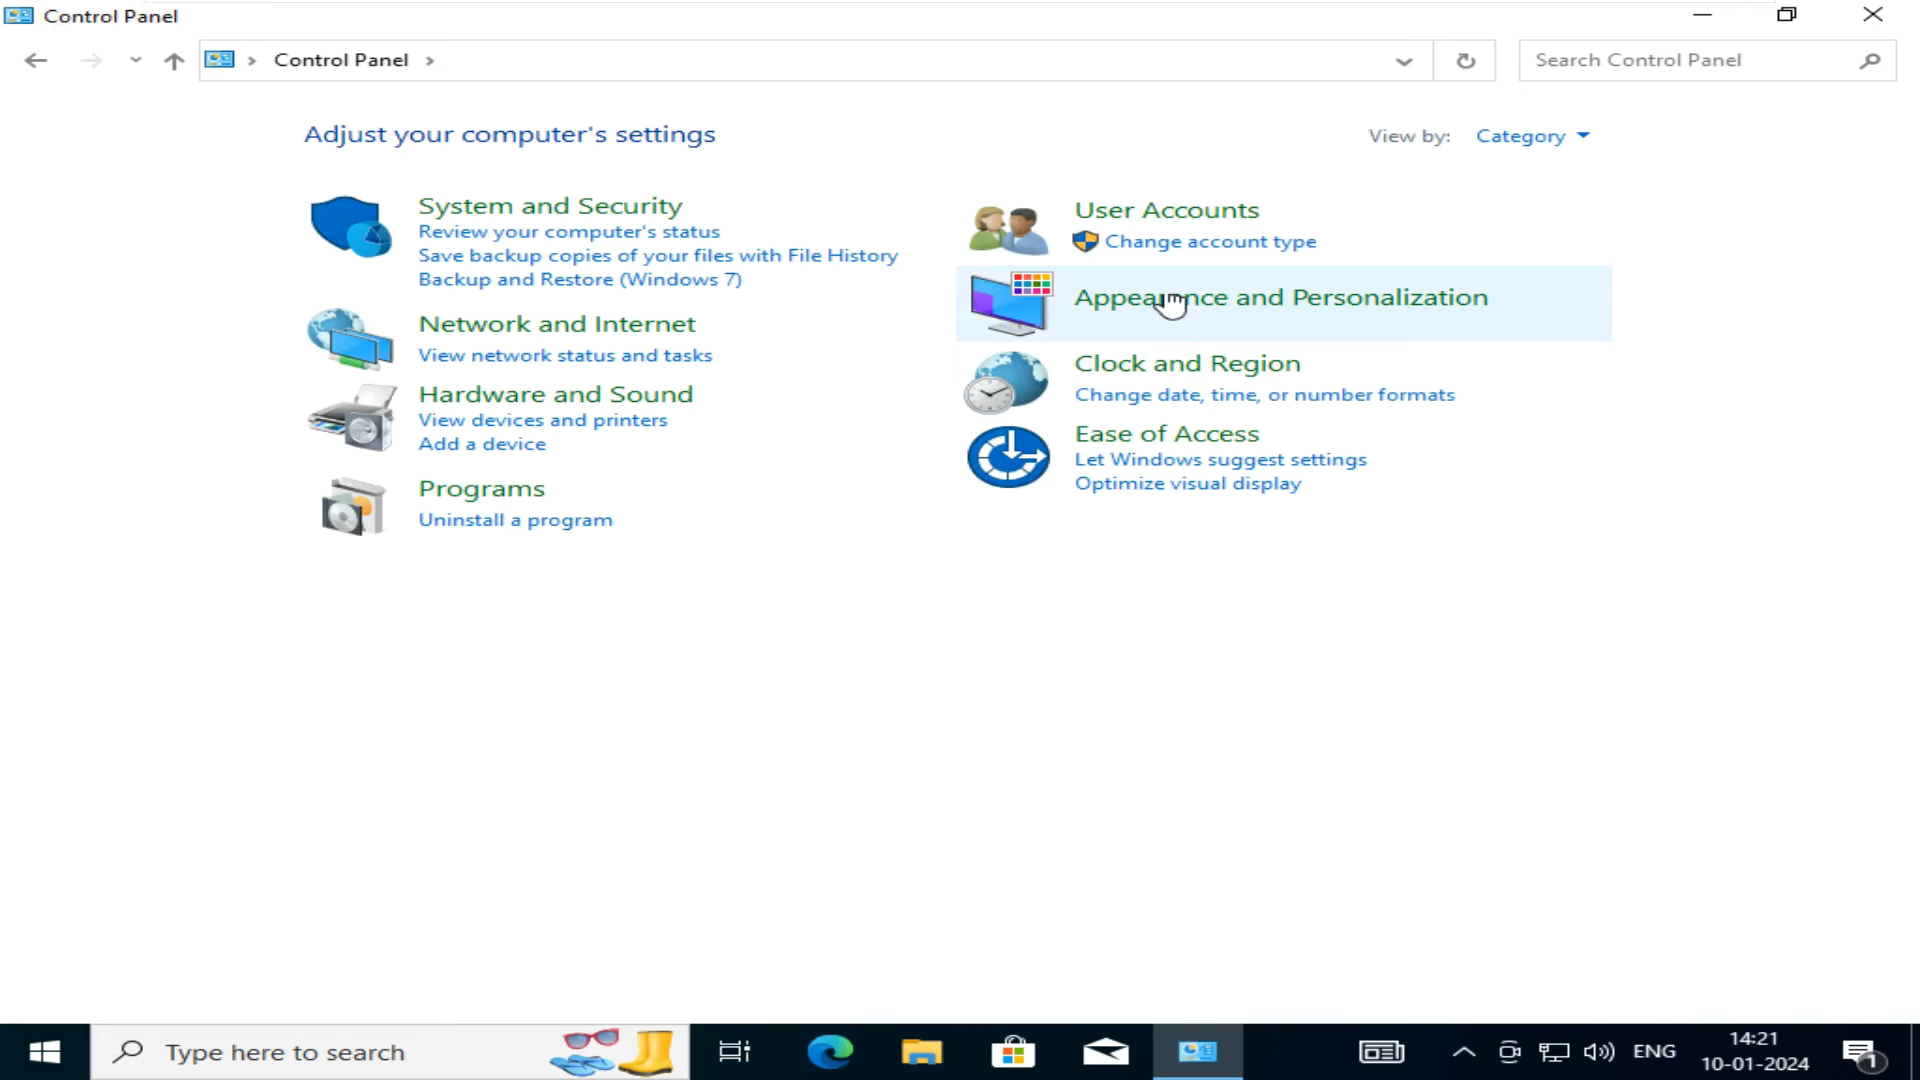 Control Panel
Control Panel
Search Control Panel
Adjust your computer's settings
View by: Category
System and Security
Review your computer's status
Save backup copies of your files with File History
Backup and Restore (Windows 7)
Network and Internet
View network status and tasks
Hardware and Sound
View devices and printers
Add a device
Programs
Uninstall a program
User Accounts
Change account type
Appearance and Personalization
Clock and Region
Change date, time, or number formats
Ease of Access
Let Windows suggest settings
Optimize visual display
Type here to search
ENG
14:21
10-01-2024
1